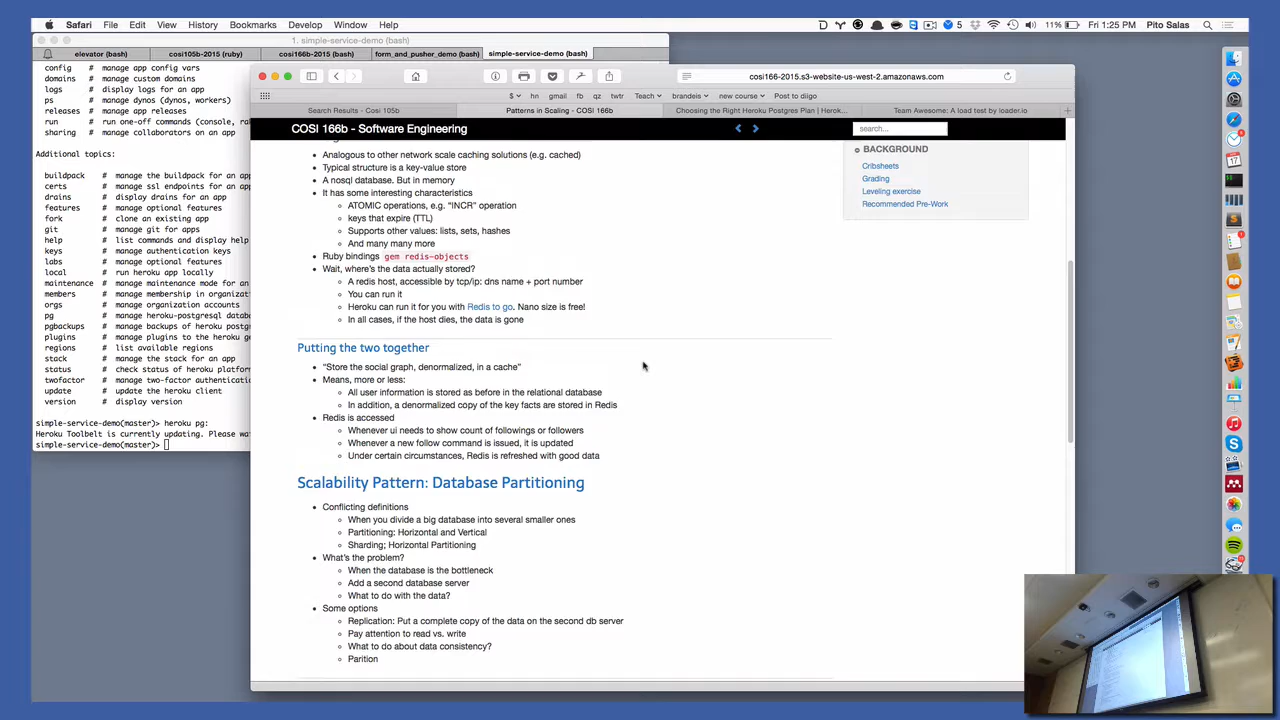 Safari File Edit View History Bookmarks Develop Window Help
5
11% Fri 1:25 PM Pito Salas
1. simple-service-demo (bash)
elevator (bash) cosi105b-2015 (ruby) cosi166b-2015 (bash) form_and_pusher_demo (bash) simple-service-demo (bash)
config # manage app config vars
domains # manage custom domains
logs # display logs for an app
ps # manage dynos (dynos, workers)
releases # manage app releases
run # run one-off commands (console, ra
sharing # manage collaborators on an app
Additional topics:
buildpack # manage the buildpack for an app
certs # manage ssl endpoints for an ap
drains # display drains for an app
features # manage optional features
fork # clone an existing app
git # manage git for apps
help # list commands and display help
keys # manage authentication keys
labs # manage optional features
local # run heroku app locally
maintenance # manage maintenance mode for an
members # manage membership in organizat
orgs # manage organization accounts
pg # manage heroku-postgresql databa
pgbackups # manage backups of heroku postg
plugins # manage plugins to the heroku ge
regions # list available regions
stack # manage the stack for an app
status # check status of heroku platfor
twofactor # manage two-factor authenticatio
update # update the heroku client
version # display version
simple-service-demo(master)> heroku pg:
Heroku Toolbelt is currently updating. Please wa
simple-service-demo(master)>
cosi166-2015.s3-website-us-west-2.amazonaws.com
$ hn gmail fb qz twtr Teach brandeis new course Post to diigo
Search Results - Cosi 105b Patterns in Scaling - COSI 166b Choosing the Right Heroku Postgres Plan | Herok... Team Awesome: A load test by loader.io
COSI 166b - Software Engineering
search...
Analogous to other network scale caching solutions (e.g. cached)
Typical structure is a key-value store
A nosql database. But in memory
It has some interesting characteristics
ATOMIC operations, e.g. "INCR" operation
keys that expire (TTL)
Supports other values: lists, sets, hashes
And many many more
Ruby bindings gem redis-objects
Wait, where's the data actually stored?
A redis host, accessible by tcp/ip: dns name + port number
You can run it
Heroku can run it for you with Redis to go. Nano size is free!
In all cases, if the host dies, the data is gone
Putting the two together
"Store the social graph, denormalized, in a cache"
Means, more or less:
All user information is stored as before in the relational database
In addition, a denormalized copy of the key facts are stored in Redis
Redis is accessed
Whenever ui needs to show count of followings or followers
Whenever a new follow command is issued, it is updated
Under certain circumstances, Redis is refreshed with good data
Scalability Pattern: Database Partitioning
Conflicting definitions
When you divide a big database into several smaller ones
Partitioning: Horizontal and Vertical
Sharding; Horizontal Partitioning
What's the problem?
When the database is the bottleneck
Add a second database server
What to do with the data?
Some options
Replication: Put a complete copy of the data on the second db server
Pay attention to read vs. write
What to do about data consistency?
Parition
BACKGROUND
Cribsheets
Grading
Leveling exercise
Recommended Pre-Work